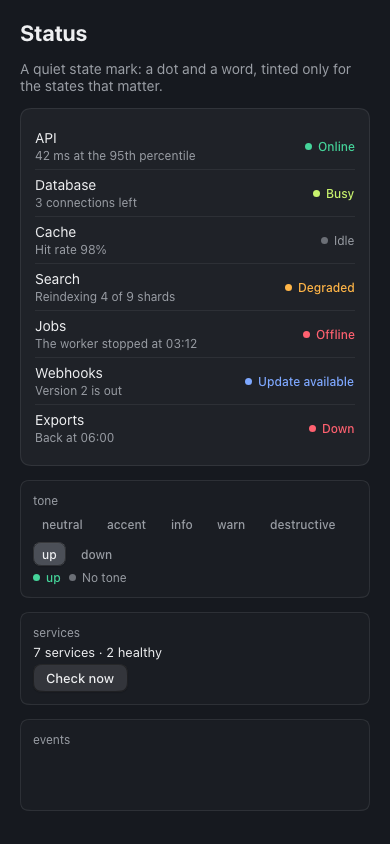 Status
A quiet state mark: a dot and a word, tinted only for
the states that matter.
API
42 ms at the 95th percentile
Online
Database
3 connections left
Busy
Cache
Hit rate 98%
Idle
Search
Reindexing 4 of 9 shards
Degraded
Jobs
The worker stopped at 03:12
Offline
Webhooks
Version 2 is out
Update available
Exports
Back at 06:00
Down
tone
neutral accent info warn destructive
up down
up No tone
services
7 services · 2 healthy
Check now
events